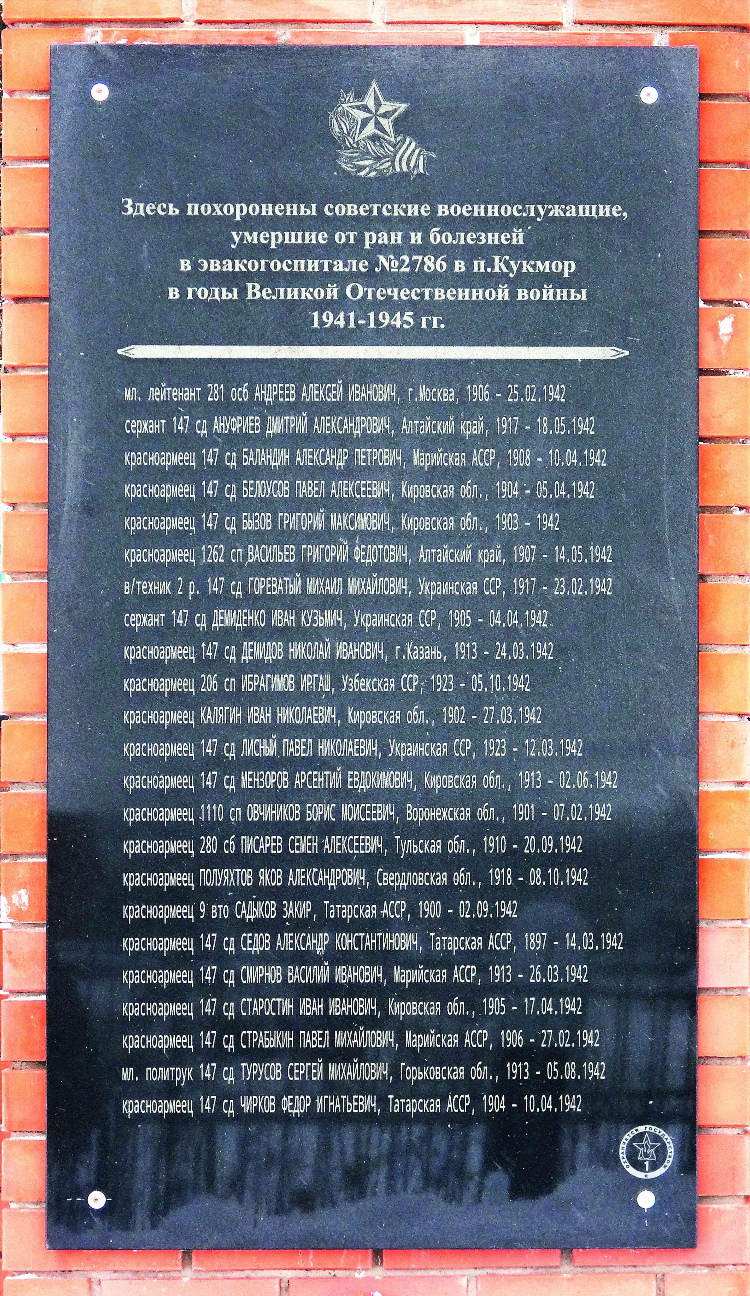 Здесь похоронены советские военнослужащие,
умершие от ран и болезней
в эвакогоспитале №2786 в п.Кукмор
в годы Великой Отечественной войны
1941-1945 гг.
мл. лейтенант 281 осб АНДРЕЕВ АЛЕКСЕЙ ИВАНОВИЧ, г.Москва, 1906 - 25.02.1942
сержант 147 сд АНУФРИЕВ ДМИТРИЙ АЛЕКСАНДРОВИЧ, Алтайский край, 1917 - 18.05.1942
красноармеец 147 сд БАЛАНДИН АЛЕКСАНДР ПЕТРОВИЧ, Марийская АССР, 1908 - 10.04.1942
красноармеец 147 сд БЕЛОУСОВ ПАВЕЛ АЛЕКСЕЕВИЧ, Кировская обл., 1904 - 05.04.1942
красноармеец 147 сд БЫЗОВ ГРИГОРИЙ МАКСИМОВИЧ, Кировская обл., 1903 - 1942
красноармеец 1262 сп ВАСИЛЬЕВ ГРИГОРИЙ ФЕДОТОВИЧ, Алтайский край, 1907 - 14.05.1942
в/техник 2 р. 147 сд ГОРЕВАТЫЙ МИХАИЛ МИХАЙЛОВИЧ, Украинская ССР, 1917 - 23.02.1942
сержант 147 сд ДЕМИДЕНКО ИВАН КУЗЬМИЧ, Украинская ССР, 1905 - 04.04.1942
красноармеец 147 сд ДЕМИДОВ НИКОЛАЙ ИВАНОВИЧ, г.Казань, 1913 - 24.03.1942
красноармеец 206 сп ИБРАГИМОВ ИРГАШ, Узбекская ССР, 1923 - 05.10.1942
красноармеец КАЛЯГИН ИВАН НИКОЛАЕВИЧ, Кировская обл., 1902 - 27.03.1942
красноармеец 147 сд ЛИСНЫЙ ПАВЕЛ НИКОЛАЕВИЧ, Украинская ССР, 1923 - 12.03.1942
красноармеец 147 сд МЕНЗОРОВ АРСЕНТИЙ ЕВДОКИМОВИЧ, Кировская обл., 1913 - 02.06.1942
красноармеец 1110 сп ОВЧИНИКОВ БОРИС МОИСЕЕВИЧ, Воронежская обл., 1901 - 07.02.1942
красноармеец 280 сб ПИСАРЕВ СЕМЕН АЛЕКСЕЕВИЧ, Тульская обл., 1910 - 20.09.1942
красноармеец ПОЛУЯХТОВ ЯКОВ АЛЕКСАНДРОВИЧ, Свердловская обл., 1918 - 08.10.1942
красноармеец 9 вто САДЫКОВ ЗАКИР, Татарская АССР, 1900 - 02.09.1942
красноармеец 147 сд СЕДОВ АЛЕКСАНДР КОНСТАНТИНОВИЧ, Татарская АССР, 1897 - 14.03.1942
красноармеец 147 сд СМИРНОВ ВАСИЛИЙ ИВАНОВИЧ, Марийская АССР, 1913 - 26.03.1942
красноармеец 147 сд СТАРОСТИН ИВАН ИВАНОВИЧ, Кировская обл., 1905 - 17.04.1942
красноармеец 147 сд СТРАБЫКИН ПАВЕЛ МИХАЙЛОВИЧ, Марийская АССР, 1906 - 27.02.1942
мл. политрук 147 сд ТУРУСОВ СЕРГЕЙ МИХАЙЛОВИЧ, Горьковская обл., 1913 - 05.08.1942
красноармеец 147 сд ЧИРКОВ ФЕДОР ИГНАТЬЕВИЧ, Татарская АССР, 1904 - 10.04.1942
1